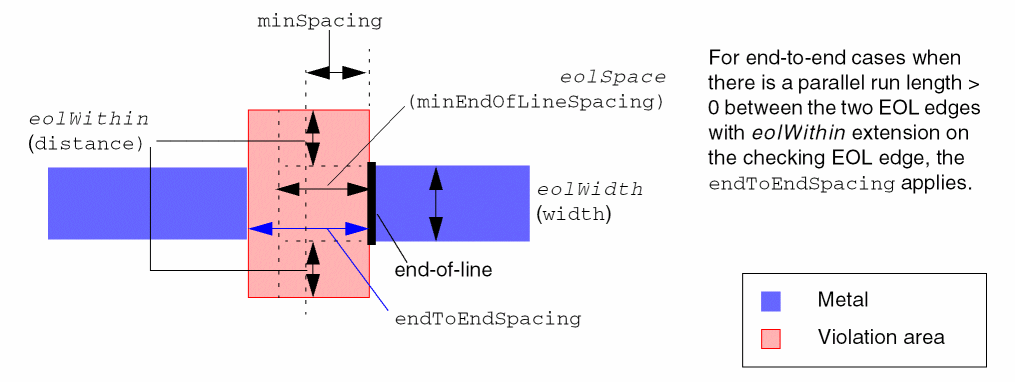 minSpacing
eolSpace
(minEndOfLineSpacing)
eolWithin
(distance)
eolWidth
(width)
end-of-line
endToEndSpacing
For end-to-end cases when
there is a parallel run length >
0 between the two EOL edges
with eolWithin extension on
the checking EOL edge, the
endToEndSpacing applies.
Metal
Violation area